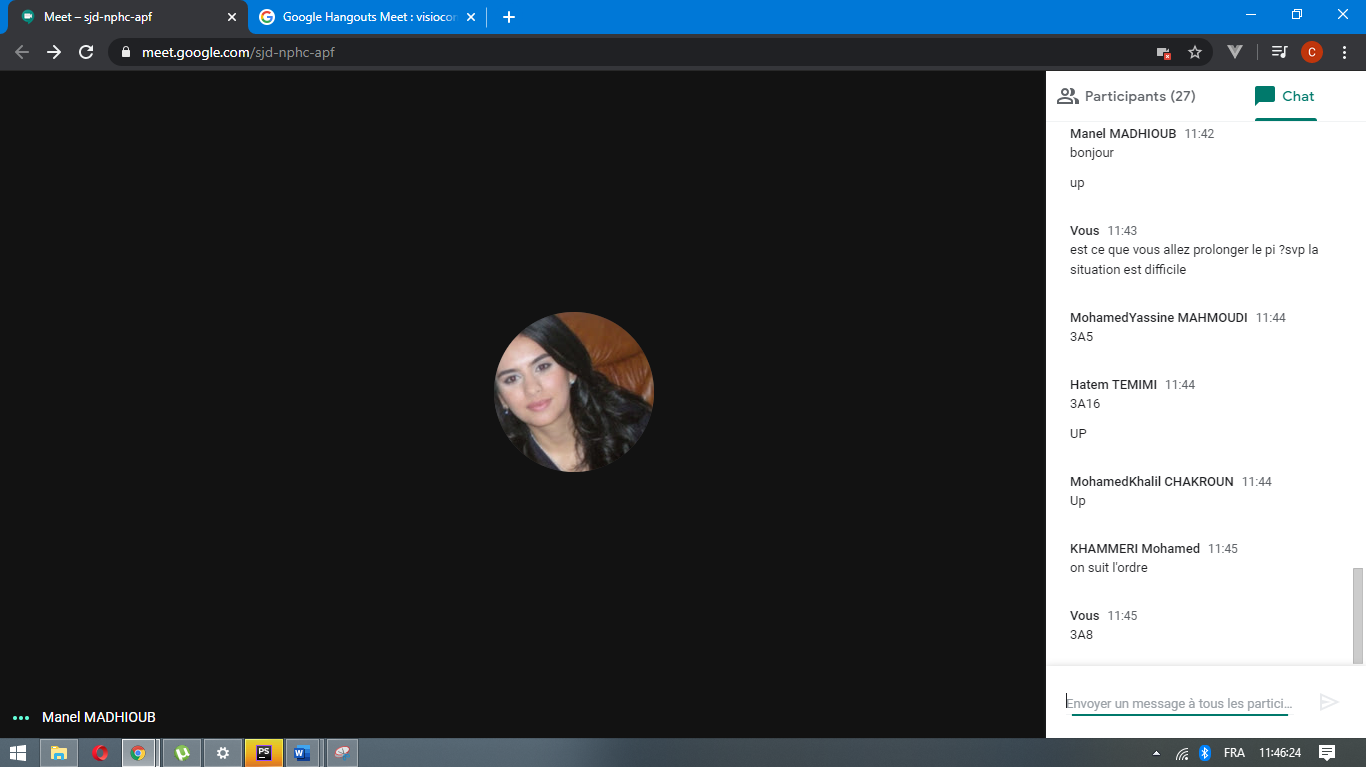 Meet – sjd-nphc-apf
Google Hangouts Meet : visiocon
meet.google.com/sjd-nphc-apf
C
Participants (27)
Chat
Manel MADHIOUB 11:42
bonjour
up
Vous 11:43
est ce que vous allez prolonger le pi ?svp la
situation est difficile
MohamedYassine MAHMOUDI 11:44
3A5
Hatem TEMIMI 11:44
3A16
UP
MohamedKhalil CHAKROUN 11:44
Up
KHAMMERI Mohamed 11:45
on suit l'ordre
Vous 11:45
3A8
Envoyer un message à tous les partici...
Manel MADHIOUB
PS
W
FRA
11:46:24